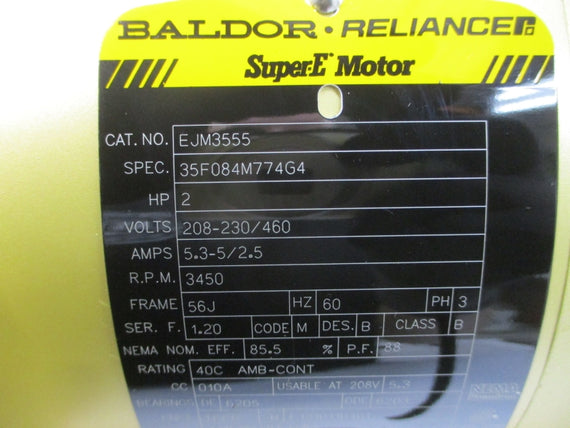 BALDOR • RELIANCER
Super-E Motor
CAT. NO. EJM3555
SPEC. 35F084M774G4
HP 2
VOLTS 208-230/460
AMPS 5.3-5/2.5
R.P.M. 3450
FRAME 56J HZ 60 PH 3
SER. F. 1.20 CODE M DES. B CLASS B
NEMA NOM. EFF. 85.5 % P.F. 88
RATING 40C AMB-CONT
CC 010A USABLE AT 208V 5.3
BEARINGS DE 6205 ODE 6203